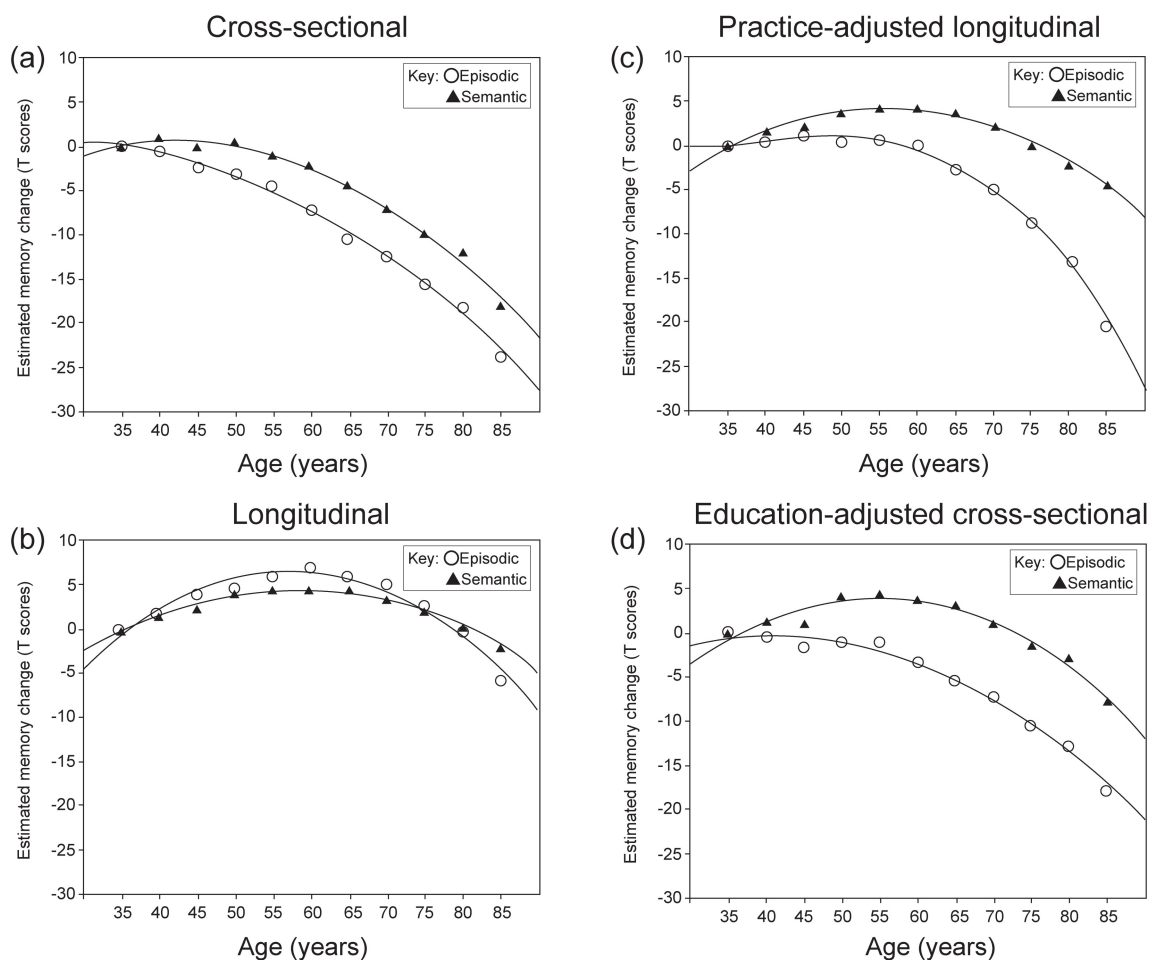 Cross-sectional
(a)
Key: Episodic
Semantic
Estimated memory change (T scores)
10
5
0
-5
-10
-15
-20
-25
-30
35 40 45 50 55 60 65 70 75 80 85
Age (years)
Practice-adjusted longitudinal
(c)
Key: Episodic
Semantic
Estimated memory change (T scores)
10
5
0
-5
-10
-15
-20
-25
-30
35 40 45 50 55 60 65 70 75 80 85
Age (years)
Longitudinal
(b)
Key: Episodic
Semantic
Estimated memory change (T scores)
10
5
0
-5
-10
-15
-20
-25
-30
35 40 45 50 55 60 65 70 75 80 85
Age (years)
Education-adjusted cross-sectional
(d)
Key: Episodic
Semantic
Estimated memory change (T scores)
10
5
0
-5
-10
-15
-20
-25
-30
35 40 45 50 55 60 65 70 75 80 85
Age (years)